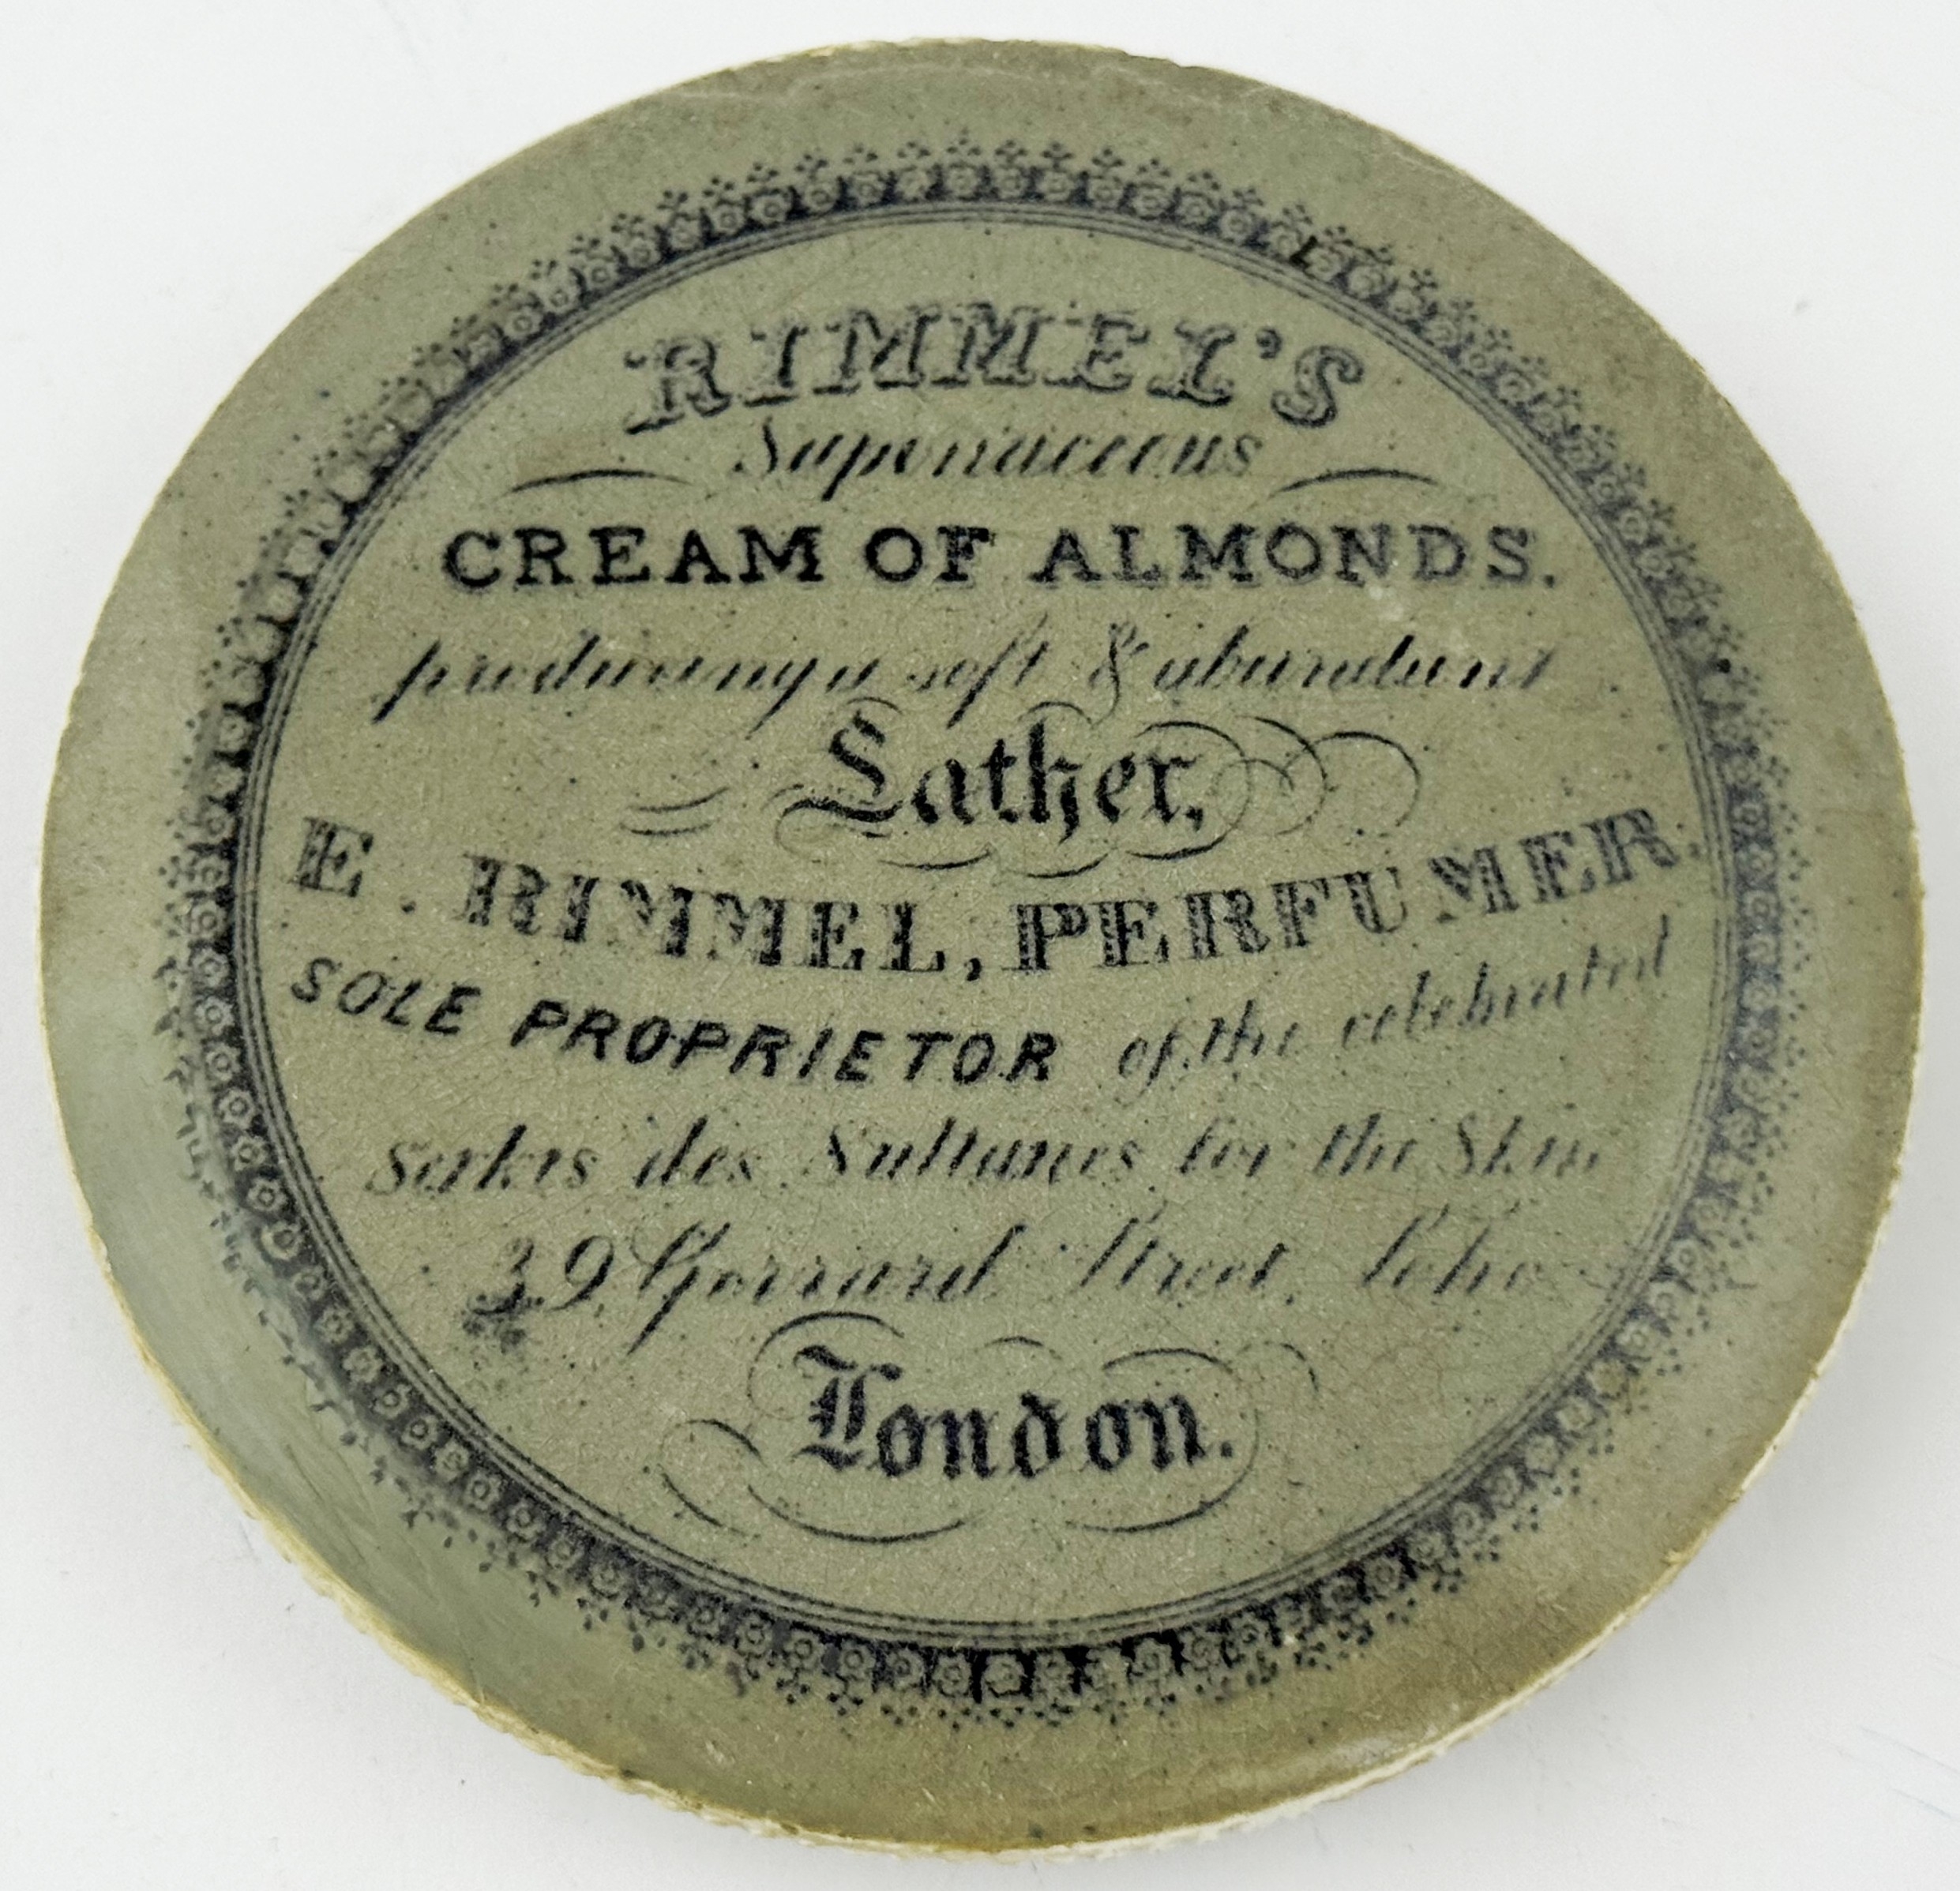 RIMMEL'S
Saponaceous
CREAM OF ALMONDS.
producing a soft & abundant
Lather,
E. RIMMEL, PERFUMER.
SOLE PROPRIETOR of the celebrated
Serkis des Sultanes for the Skin
39, Gerrard Street, Soho
London.